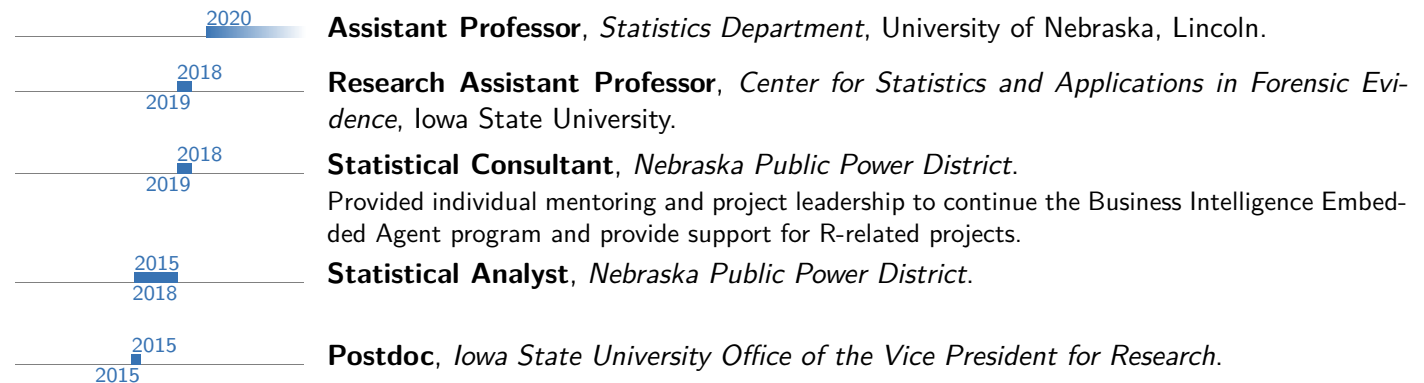 2020
Assistant Professor, Statistics Department, University of Nebraska, Lincoln.
2018
2019
Research Assistant Professor, Center for Statistics and Applications in Forensic Evi-
dence, Iowa State University.
2018
2019
Statistical Consultant, Nebraska Public Power District.
Provided individual mentoring and project leadership to continue the Business Intelligence Embed-
ded Agent program and provide support for R-related projects.
2015
2018
Statistical Analyst, Nebraska Public Power District.
2015
2015
Postdoc, Iowa State University Office of the Vice President for Research.